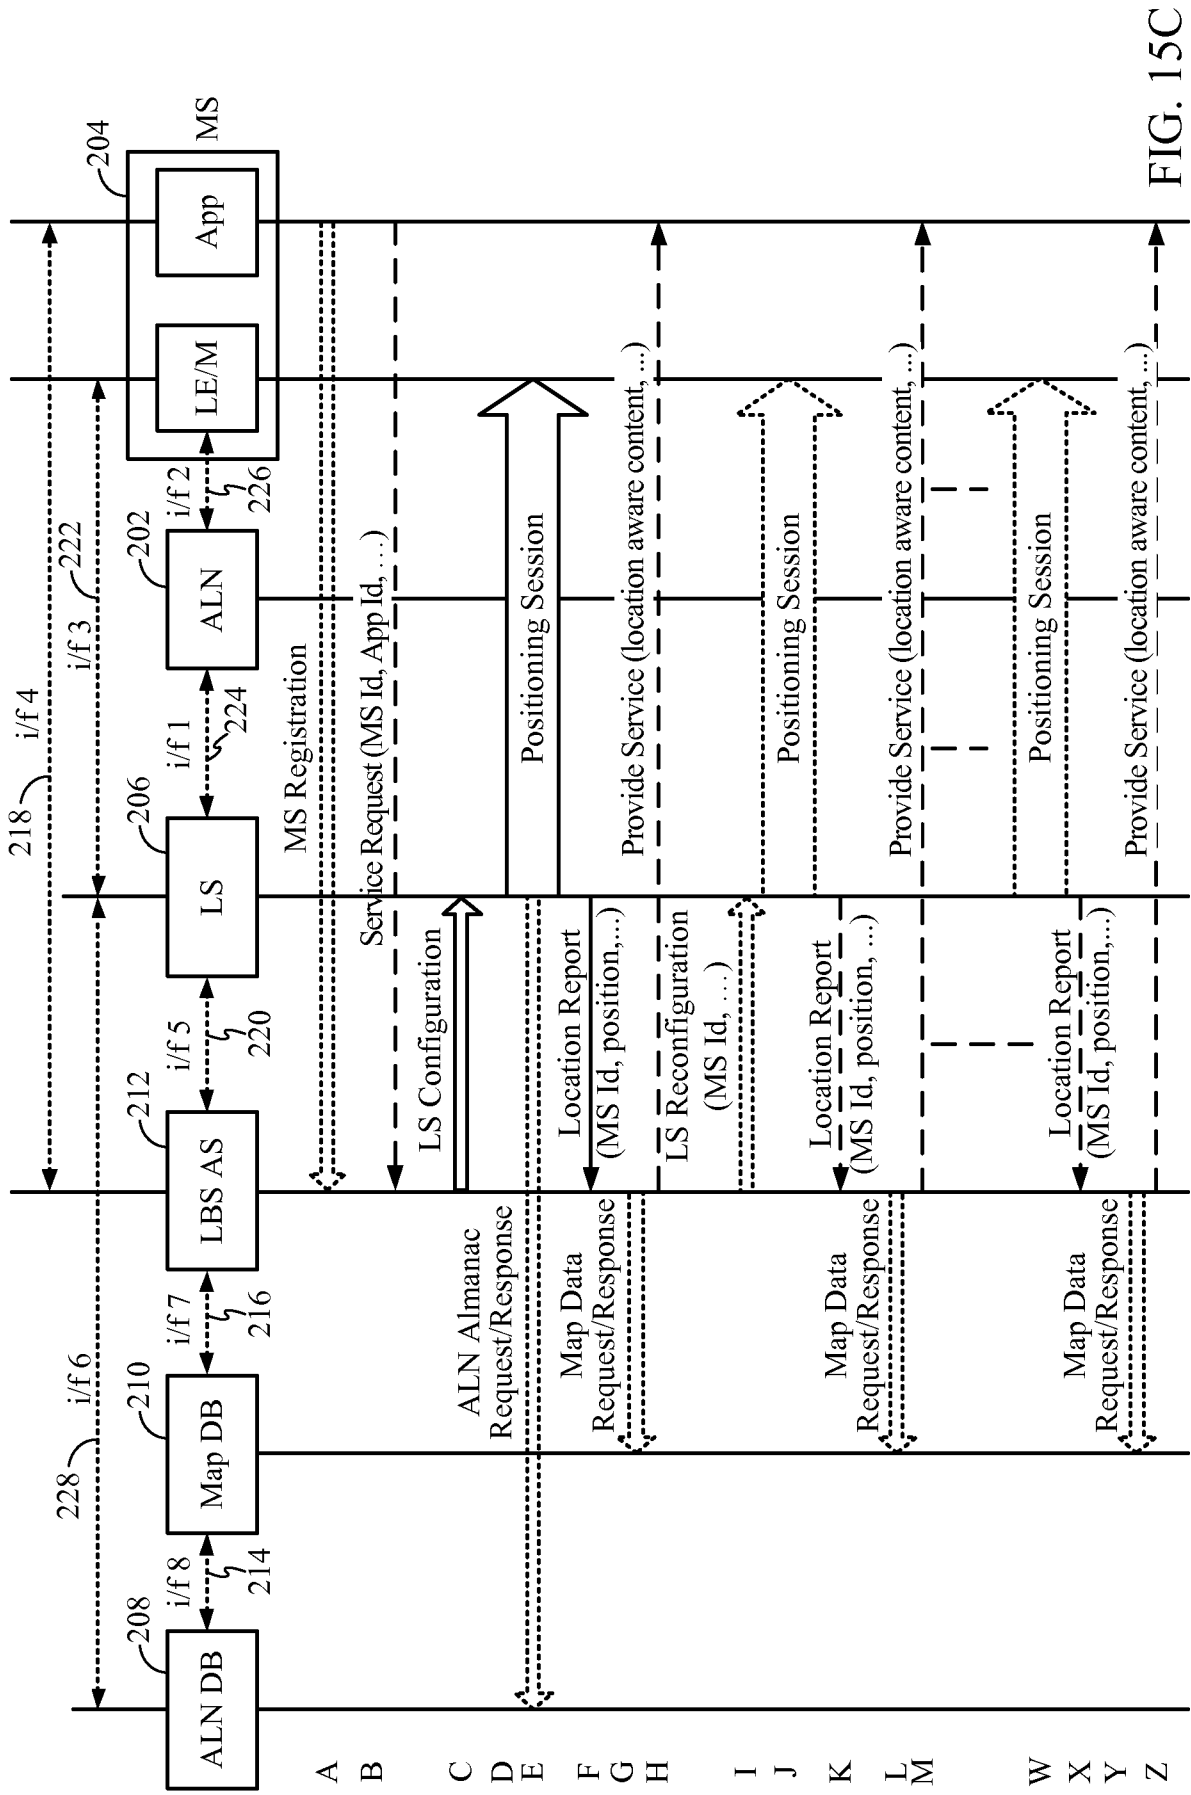 218
i/f 4
228
i/f 6
i/f 3
222
208
210
212
206
202
204
ALN DB
i/f 8
214
Map DB
i/f 7
216
LBS AS
i/f 5
220
LS
i/f 1
224
ALN
i/f 2
226
LE/M
App
MS
A
MS Registration
B
Service Request (MS Id, App Id, …)
C
LS Configuration
D
ALN Almanac
Request/Response
E
Positioning Session
F
Location Report
(MS Id, position,...)
G
Map Data
Request/Response
H
Provide Service (location aware content, ...)
I
LS Reconfiguration
(MS Id, …)
J
Positioning Session
K
Location Report
(MS Id, position, ...)
L
Map Data
Request/Response
M
Provide Service (location aware content, ...)
W
Positioning Session
X
Location Report
(MS Id, position,...)
Y
Map Data
Request/Response
Z
Provide Service (location aware content, ...)
FIG. 15C